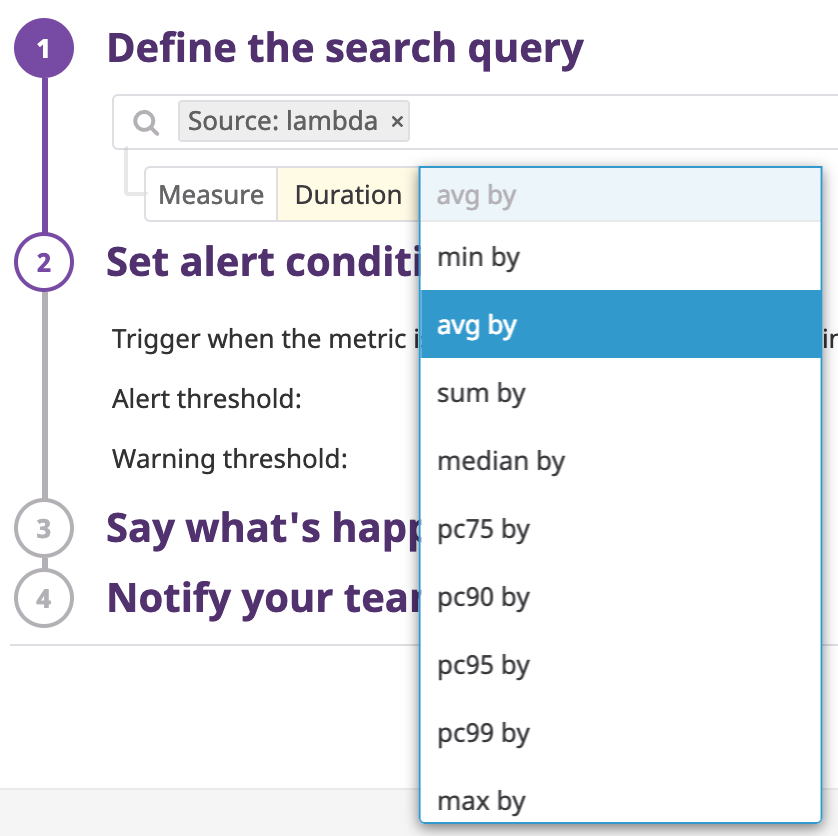 1 Define the search query
Source: lambda ×
Measure Duration avg by
min by
avg by
sum by
median by
pc75 by
pc90 by
pc95 by
pc99 by
max by
2 Set alert conditi
Trigger when the metric i
Alert threshold:
Warning threshold:
3 Say what's happ
4 Notify your tear